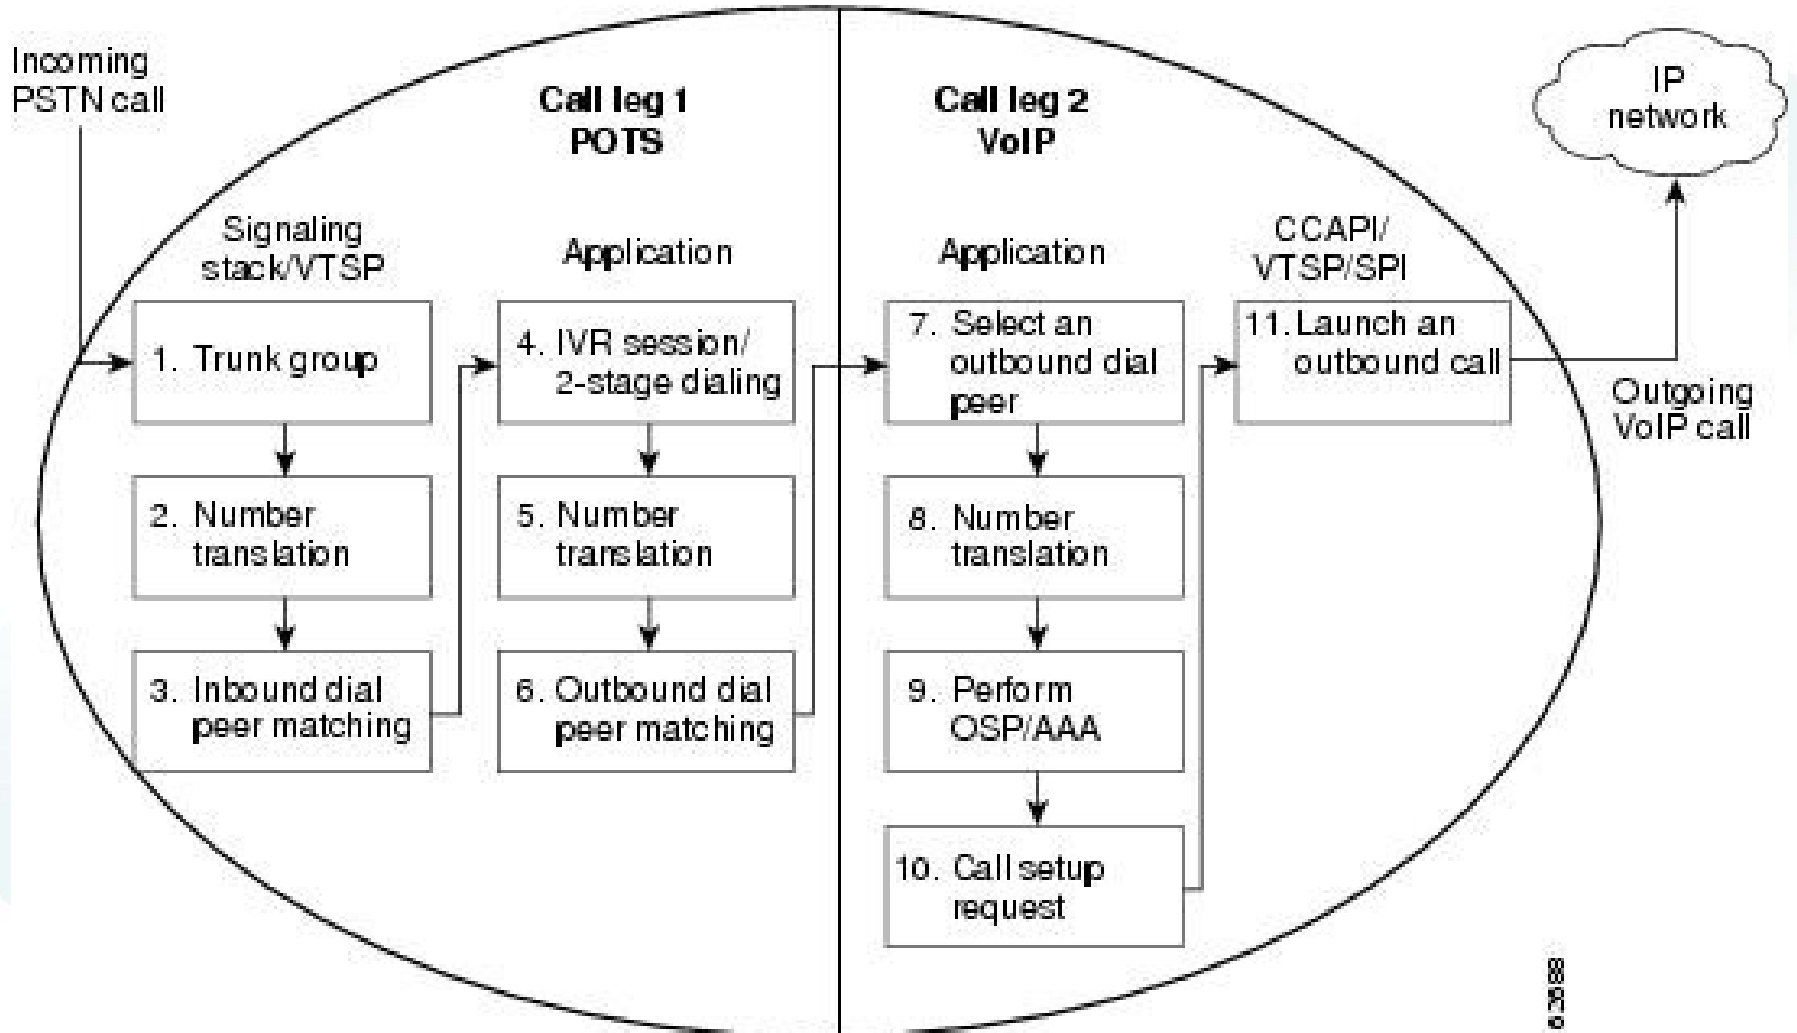 Incoming
PSTN call
Call leg 1
POTS
Call leg 2
VoIP
IP
network
Signaling
stack/VTSP
Application
Application
CCAPI/
VTSP/SPI
1. Trunk group
2. Number
translation
3. Inbound dial
peer matching
4. IVR session/
2-stage dialing
5. Number
translation
6. Outbound dial
peer matching
7. Select an
outbound dial
peer
8. Number
translation
9. Perform
OSP/AAA
10. Call setup
request
11. Launch an
outbound call
Outgoing
VoIP call